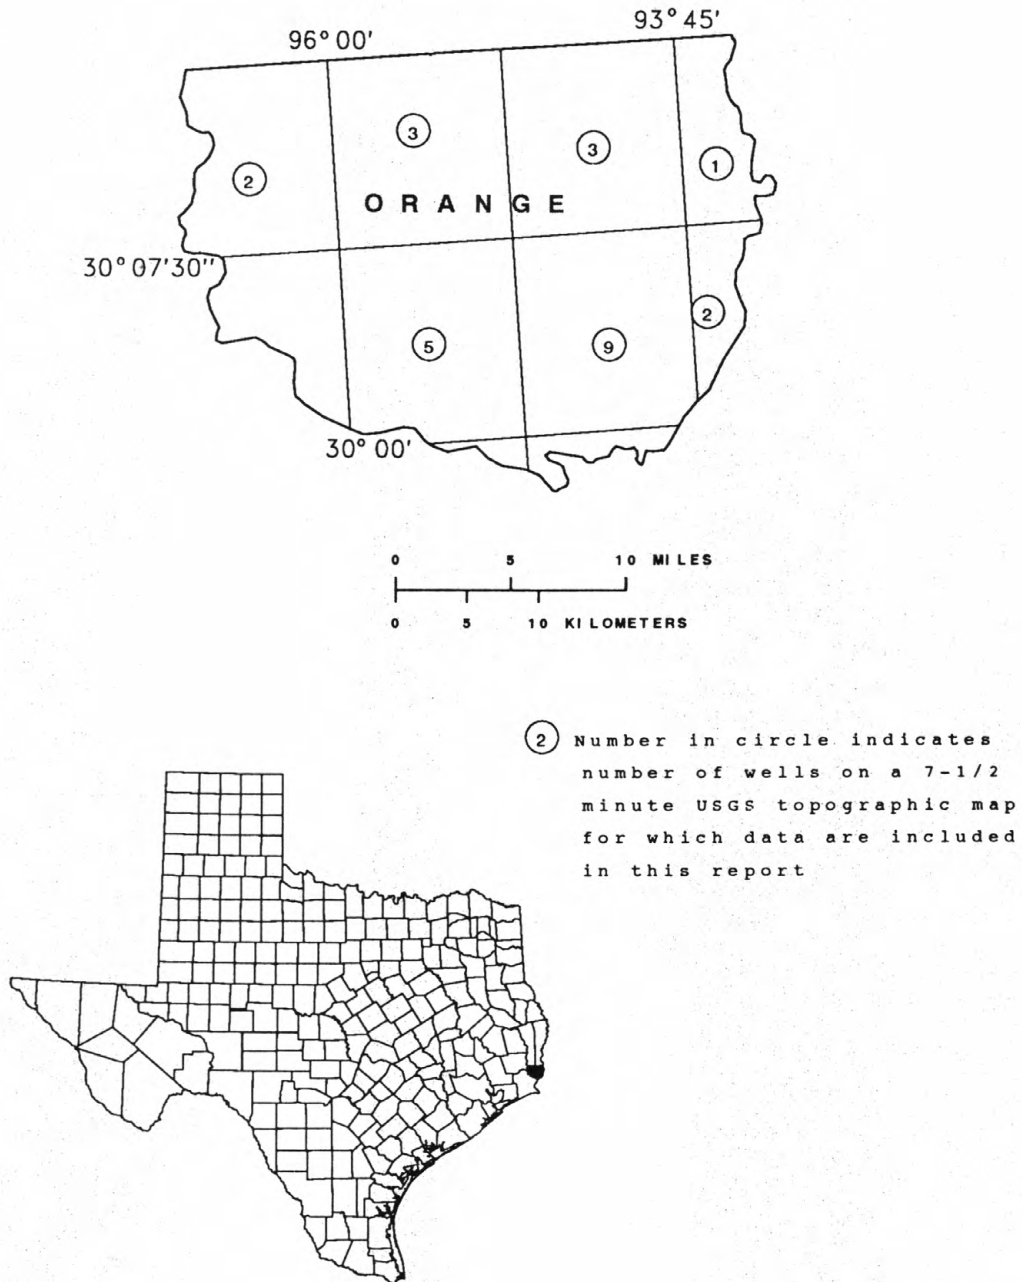 93°45'
96°00'
3
3
1
2
O R A N G E
30°07'30"
2
5
9
30°00'
0 5 10 MILES
0 5 10 KILOMETERS
2 Number in circle indicates
number of wells on a 7-1/2
minute USGS topographic map
for which data are included
in this report